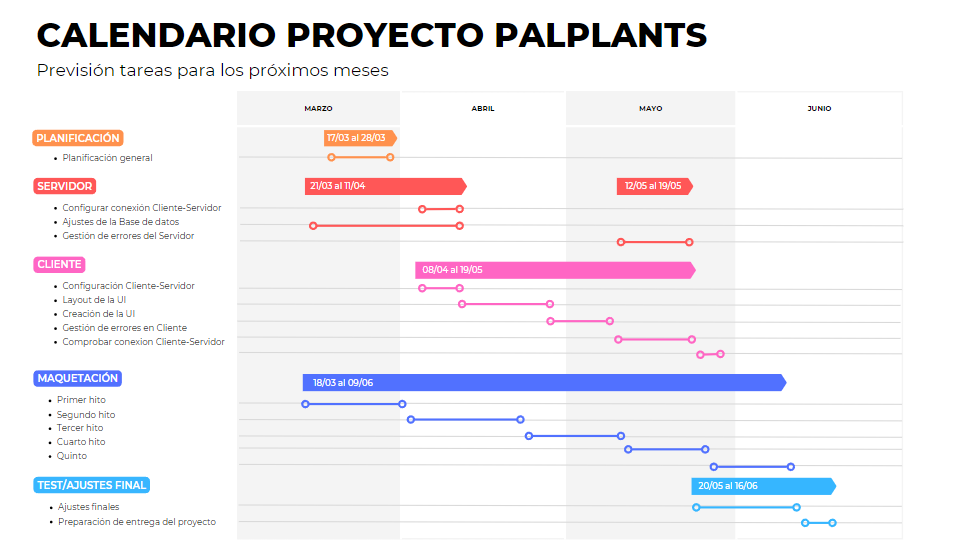 CALENDARIO PROYECTO PALPLANTS
Previsión tareas para los próximos meses
MARZO
ABRIL
MAYO
JUNIO
PLANIFICACIÓN
17/03 al 28/03
• Planificación general
SERVIDOR
21/03 al 11/04
12/05 al 19/05
• Configurar conexión Cliente-Servidor
• Ajustes de la Base de datos
• Gestión de errores del Servidor
CLIENTE
08/04 al 19/05
• Configuración Cliente-Servidor
• Layout de la UI
• Creación de la UI
• Gestión de errores en Cliente
• Comprobar conexion Cliente-Servidor
MAQUETACIÓN
18/03 al 09/06
• Primer hito
• Segundo hito
• Tercer hito
• Cuarto hito
• Quinto
TEST/AJUSTES FINAL
20/05 al 16/06
• Ajustes finales
• Preparación de entrega del proyecto